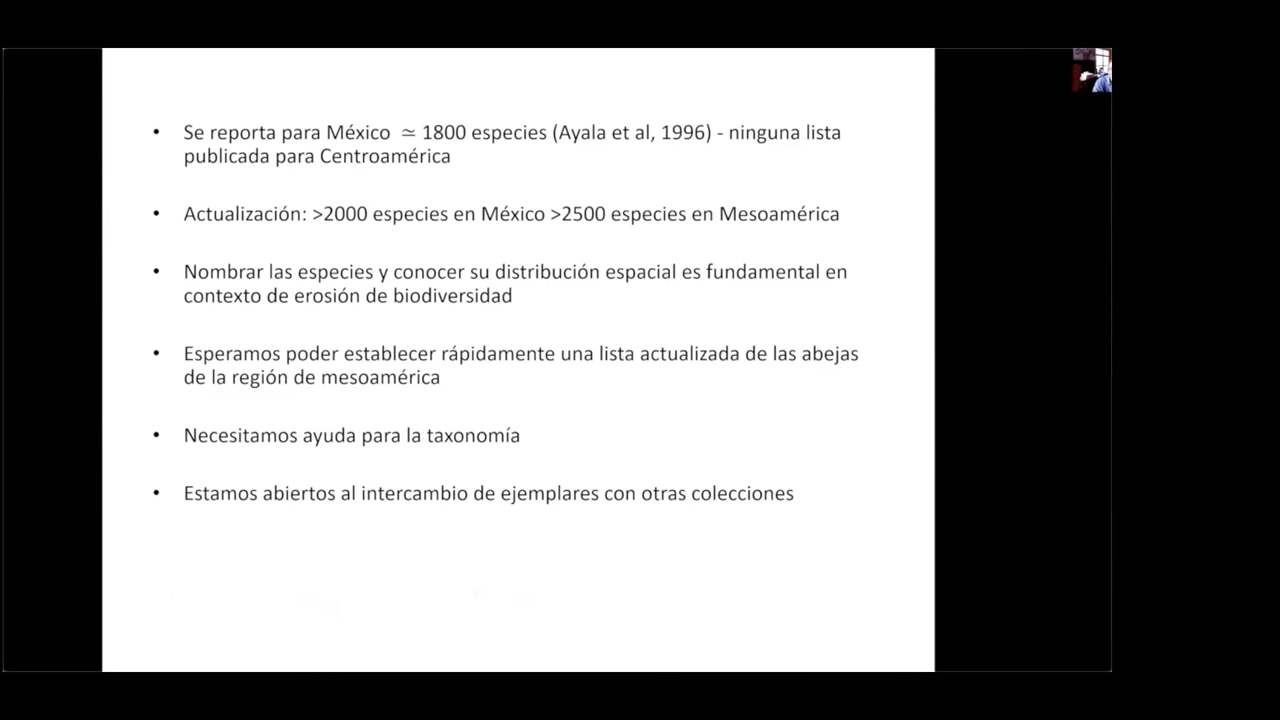 • Se reporta para México ≃ 1800 especies (Ayala et al, 1996) - ninguna lista
publicada para Centroamérica
• Actualización: >2000 especies en México >2500 especies en Mesoamérica
• Nombrar las especies y conocer su distribución espacial es fundamental en
contexto de erosión de biodiversidad
• Esperamos poder establecer rápidamente una lista actualizada de las abejas
de la región de mesoamérica
• Necesitamos ayuda para la taxonomía
• Estamos abiertos al intercambio de ejemplares con otras colecciones